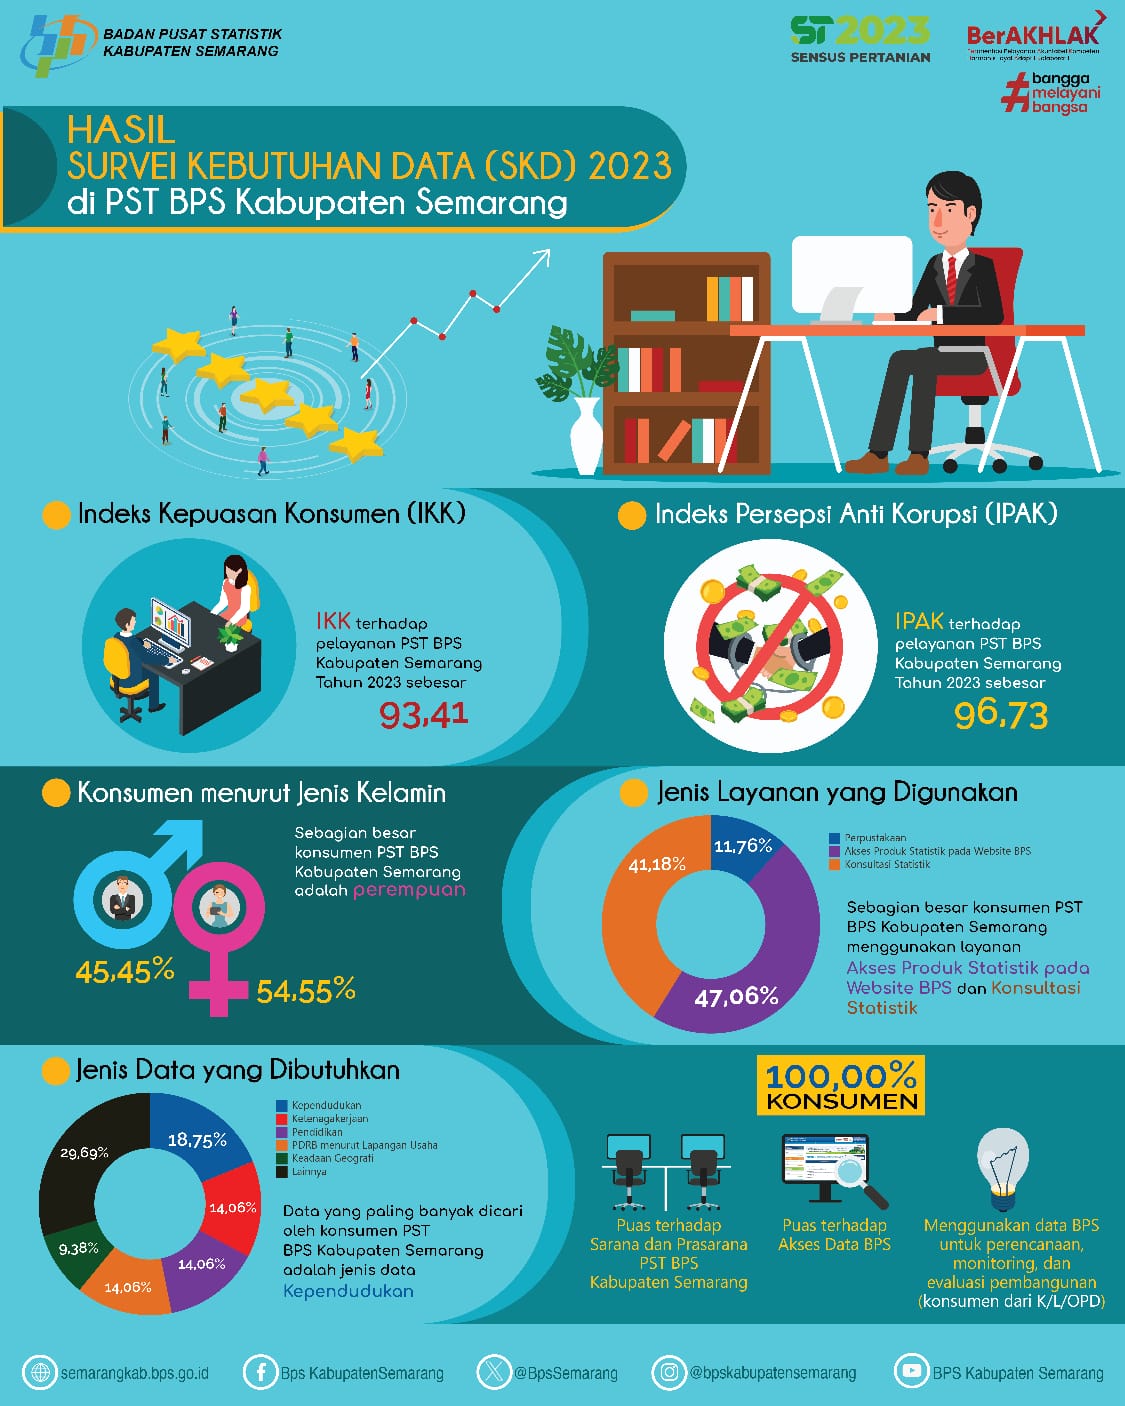 BADAN PUSAT STATISTIK
KABUPATEN SEMARANG
ST2023
SENSUS PERTANIAN
BerAKHLAK
#bangga
melayani
bangsa
HASIL
SURVEI KEBUTUHAN DATA (SKD) 2023
di PST BPS Kabupaten Semarang
Indeks Kepuasan Konsumen (IKK)
IKK terhadap
pelayanan PST BPS
Kabupaten Semarang
Tahun 2023 sebesar
93,41
Indeks Persepsi Anti Korupsi (IPAK)
IPAK terhadap
pelayanan PST BPS
Kabupaten Semarang
Tahun 2023 sebesar
96,73
Konsumen menurut Jenis Kelamin
Sebagian besar
konsumen PST BPS
Kabupaten Semarang
adalah perempuan
45,45%
54,55%
Jenis Layanan yang Digunakan
11,76%
41,18%
47,06%
Perpustakaan
Akses Produk Statistik pada Website BPS
Konsultasi Statistik
Sebagian besar konsumen PST
BPS Kabupaten Semarang
menggunakan layanan
Akses Produk Statistik pada
Website BPS dan Konsultasi
Statistik
Jenis Data yang Dibutuhkan
18,75%
29,69%
14,06%
9,38%
14,06%
14,06%
Kependudukan
Ketenagakerjaan
Pendidikan
PDRB menurut Lapangan Usaha
Keadaan Geografi
Lainnya
Data yang paling banyak dicari
oleh konsumen PST
BPS Kabupaten Semarang
adalah jenis data
Kependudukan
100,00%
KONSUMEN
Puas terhadap
Sarana dan Prasarana
PST BPS
Kabupaten Semarang
Puas terhadap
Akses Data BPS
Menggunakan data BPS
untuk perencanaan,
monitoring, dan
evaluasi pembangunan
(konsumen dari K/L/OPD)
semarangkab.bps.go.id
Bps KabupatenSemarang
@BpsSemarang
@bpskabupatensemarang
BPS Kabupaten Semarang